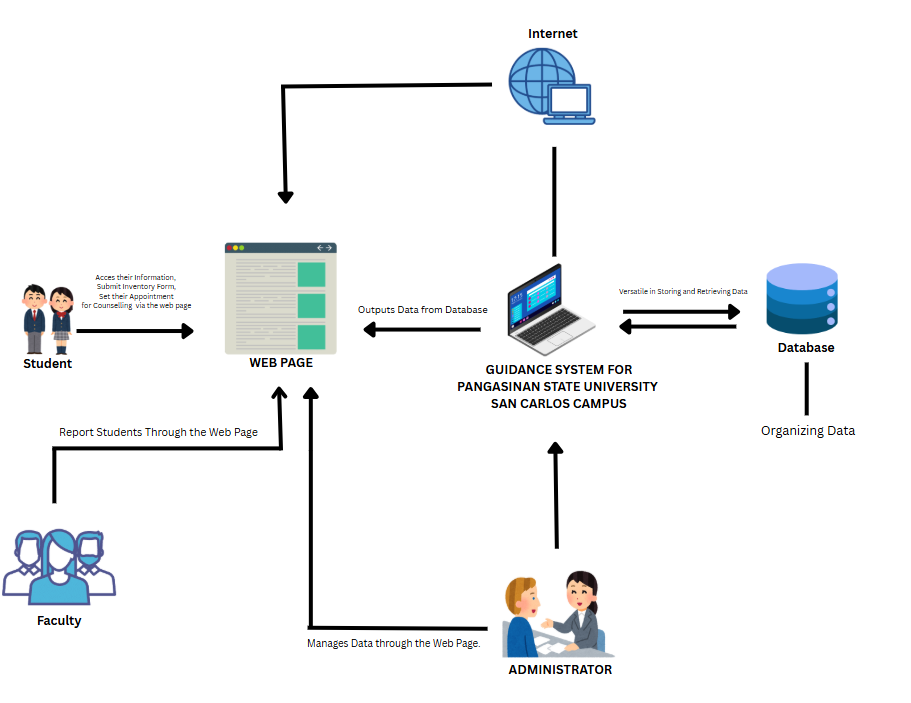 Internet
Acces their Information,
Submit Inventory Form,
Set their Appointment
for Counselling via the web page
Versatile in Storing and Retrieving Data
Outputs Data from Database
Student
WEB PAGE
GUIDANCE SYSTEM FOR
PANGASINAN STATE UNIVERSITY
SAN CARLOS CAMPUS
Database
Organizing Data
Report Students Through the Web Page
Faculty
Manages Data through the Web Page.
ADMINISTRATOR